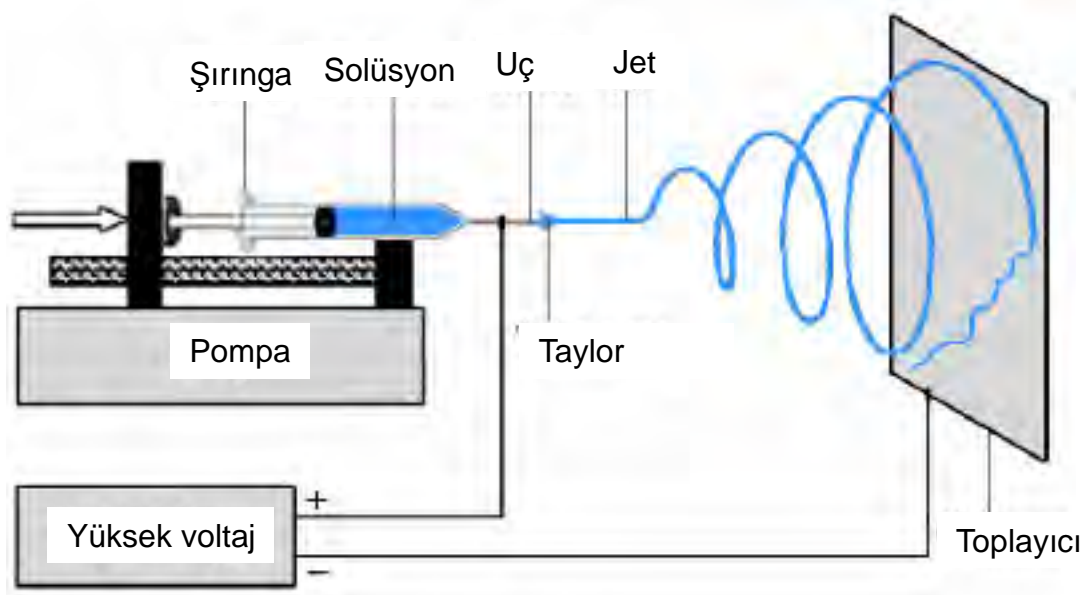 Şırınga
Solüsyon
Uç
Jet
Pompa
Taylor
+
Yüksek voltaj
−
Toplayıcı